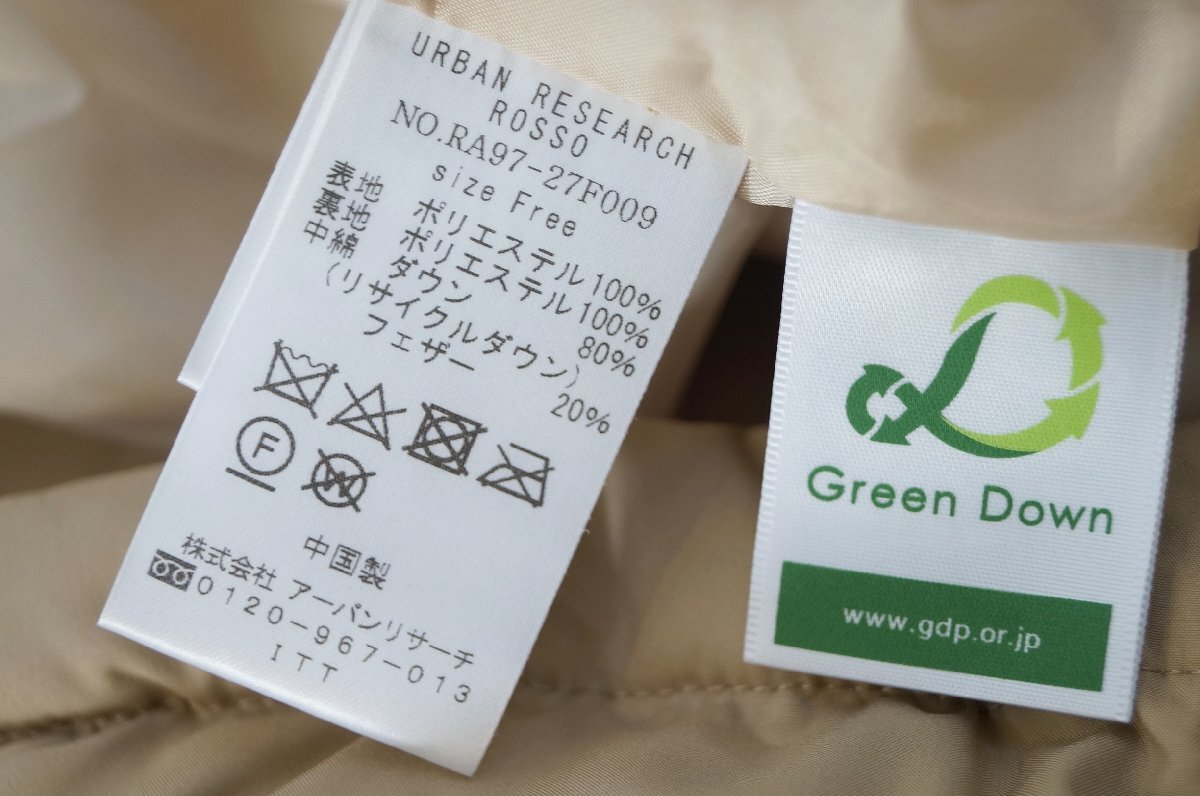 URBAN RESEARCH
ROSSO
NO.RA97-27F009
size Free
表地 ポリエステル100%
裏地 ポリエステル100%
中綿 ダウン 80%
(リサイクルダウン)
フェザー 20%
F
W
中国製
株式会社 アーバンリサーチ
0120-967-013
ITT
Green Down
www.gdp.or.jp